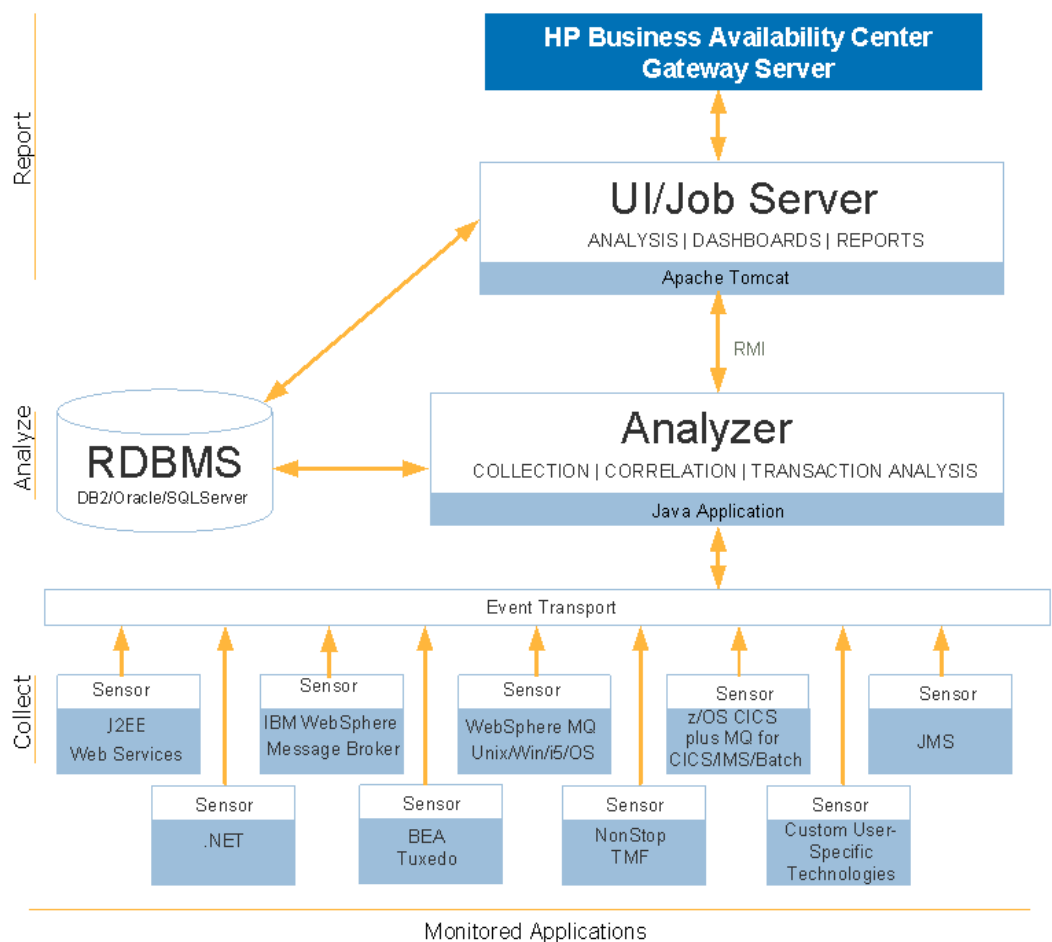 HP Business Availability Center
Gateway Server
Report
UI/Job Server
ANALYSIS | DASHBOARDS | REPORTS
Apache Tomcat
RMI
Analyze
RDBMS
DB2/Oracle/SQLServer
Analyzer
COLLECTION | CORRELATION | TRANSACTION ANALYSIS
Java Application
Event Transport
Collect
Sensor
J2EE
Web Services
Sensor
IBM WebSphere
Message Broker
Sensor
WebSphere MQ
Unix/Win/i5/OS
Sensor
z/OS CICS
plus MQ for
CICS/IMS/Batch
Sensor
JMS
Sensor
.NET
Sensor
BEA
Tuxedo
Sensor
NonStop
TMF
Sensor
Custom User-
Specific
Technologies
Monitored Applications